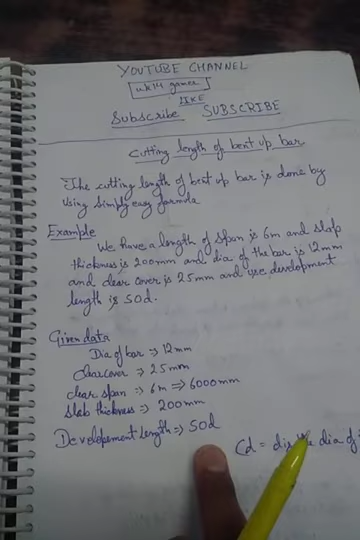 YOUTUBE CHANNEL
uk14 gamer
LIKE
Subscribe SUBSCRIBE
Cutting length of bent up bar
The cutting length of bent up bar is done by
using simply easy formula
Example
We have a length of span is 6m and slab
thickness is 200mm and dia of the bar is 12mm
and clear cover is 25mm and use development
length is 50d.
Given data
Dia of bar => 12mm
clear cover => 25mm
clear span => 6m => 6000mm
slab thickness => 200mm
Development length => 50d
(d = dia of